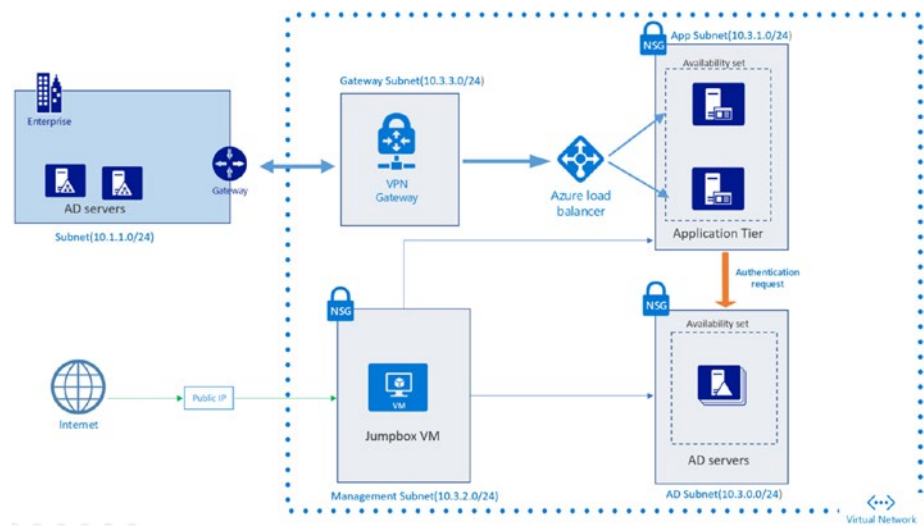 App Subnet(10.3.1.0/24)
NSG
Availability set
Gateway Subnet(10.3.3.0/24)
Enterprise
VPN
Gateway
Gateway
AD servers
Azure load
balancer
Application Tier
Subnet(10.1.1.0/24)
Authentication
request
NSG
NSG
Availability set
Internet
Public IP
VM
Jumpbox VM
AD servers
Management Subnet(10.3.2.0/24)
AD Subnet(10.3.0.0/24)
Virtual Network